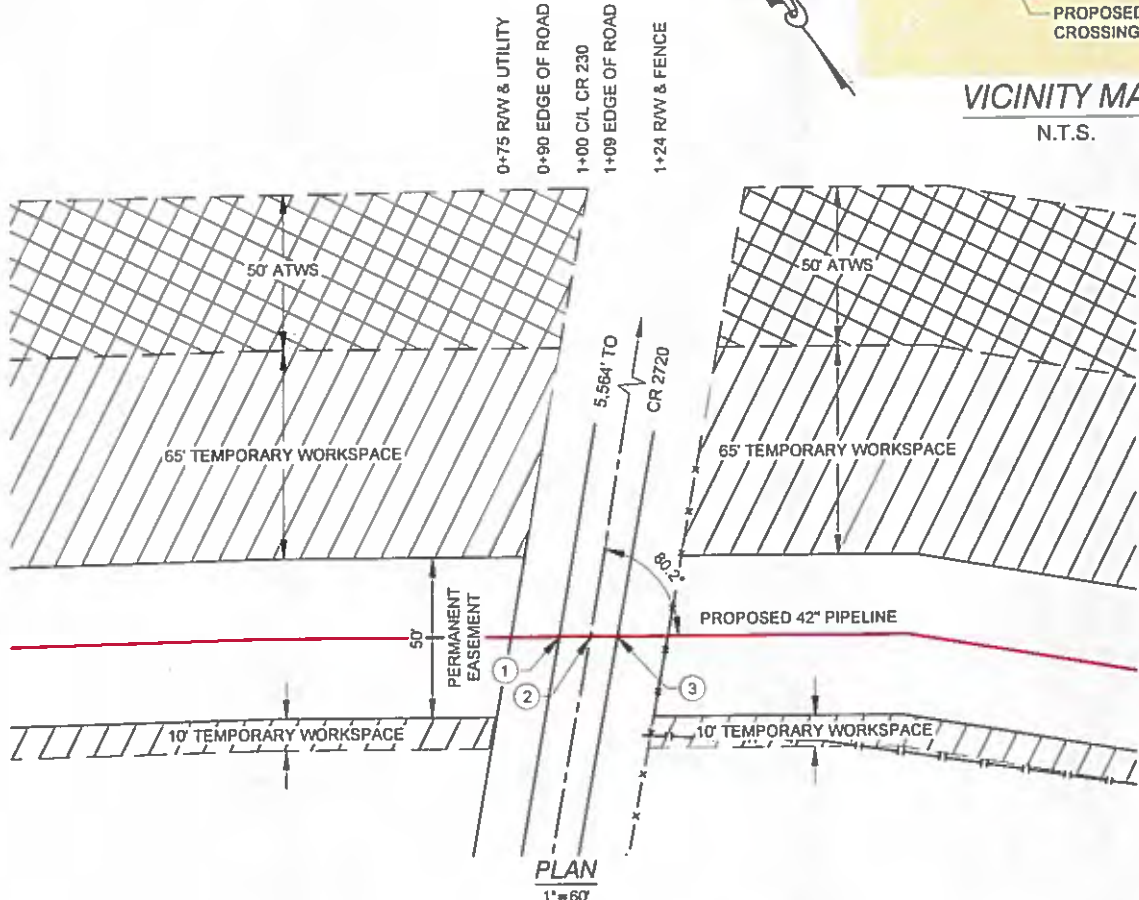 PROPOSED
CROSSING
VICINITY MA
N.T.S.
0+75 R/W & UTILITY
0+90 EDGE OF ROAD
1+00 C/L CR 230
1+09 EDGE OF ROAD
1+24 R/W & FENCE
50' ATWS
50' ATWS
5,564' TO
CR 2720
65' TEMPORARY WORKSPACE
65' TEMPORARY WORKSPACE
80.2°
PROPOSED 42" PIPELINE
50'
PERMANENT
EASEMENT
1
2
3
10' TEMPORARY WORKSPACE
10' TEMPORARY WORKSPACE
PLAN
1"=60'